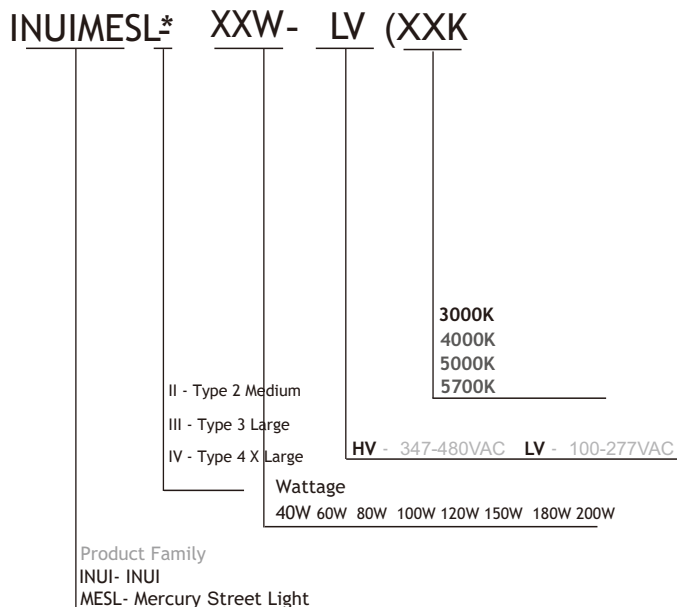 INUIMESL-* XXW- LV (XXK
3000K
4000K
5000K
5700K
II - Type 2 Medium
III - Type 3 Large
IV - Type 4 X Large
HV - 347-480VAC LV - 100-277VAC
Wattage
40W 60W 80W 100W 120W 150W 180W 200W
Product Family
INUI- INUI
MESL- Mercury Street Light